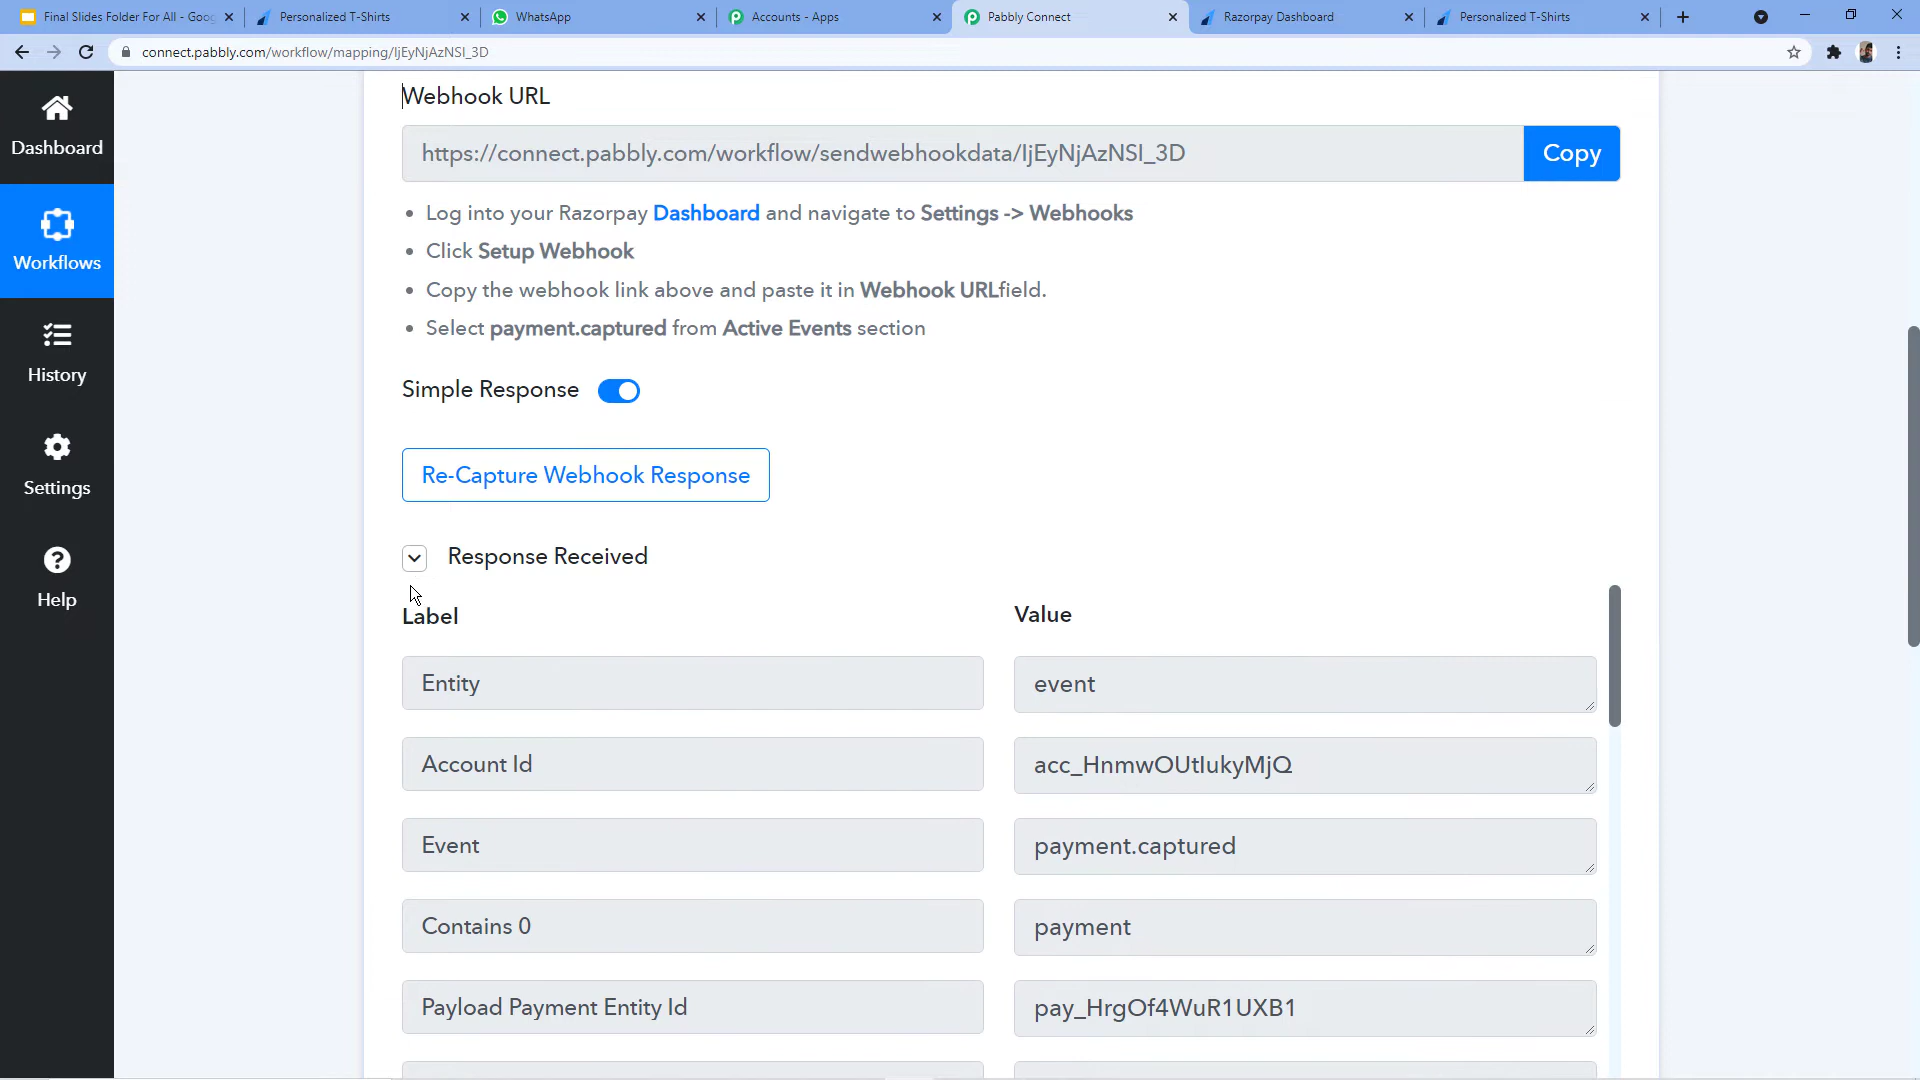 Final Slides Folder For All - Goo
Personalized T-Shirts
WhatsApp
Accounts - Apps
Pabbly Connect
Razorpay Dashboard
Personalized T-Shirts
connect.pabbly.com/workflow/mapping/IjEyNjAzNSI_3D
Dashboard
Workflows
History
Settings
Help
Webhook URL
https://connect.pabbly.com/workflow/sendwebhookdata/IjEyNjAzNSI_3D
Copy
• Log into your Razorpay Dashboard and navigate to Settings -> Webhooks
• Click Setup Webhook
• Copy the webhook link above and paste it in Webhook URLfield.
• Select payment.captured from Active Events section
Simple Response
Re-Capture Webhook Response
Response Received
Label Value
Entity event
Account Id acc_HnmwOUtIukyMjQ
Event payment.captured
Contains 0 payment
Payload Payment Entity Id pay_HrgOf4WuR1UXB1